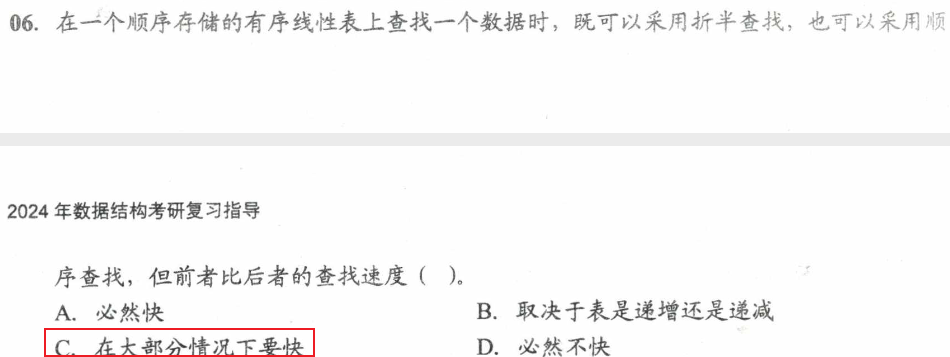 06. 在一个顺序存储的有序线性表上查找一个数据时，既可以采用折半查找，也可以采用顺
2024 年数据结构考研复习指导
序查找，但前者比后者的查找速度（ ）。
A. 必然快
B. 取决于表是递增还是递减
C. 在大部分情况下要快
D. 必然不快